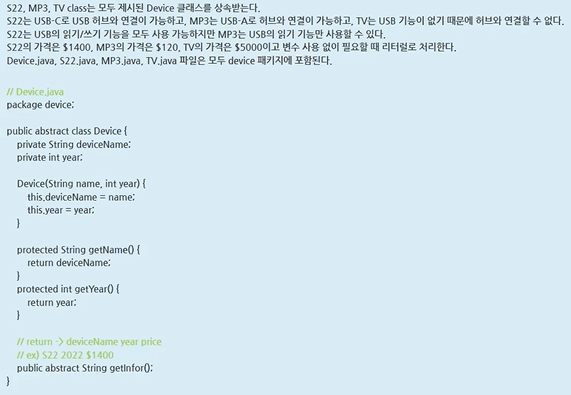 S22, MP3, TV class는 모두 제시된 Device 클래스를 상속받는다.
S22는 USB-C로 USB 허브와 연결이 가능하고, MP3는 USB-A로 허브와 연결이 가능하고, TV는 USB 기능이 없기 때문에 허브와 연결할 수 없다.
S22는 USB의 읽기/쓰기 기능을 모두 사용 가능하지만 MP3는 USB의 읽기 기능만 사용할 수 있다.
S22의 가격은 $1400, MP3의 가격은 $120, TV의 가격은 $5000이고 변수 사용 없이 필요할 때 리터럴로 처리한다.
Device.java, S22.java, MP3.java, TV.java 파일은 모두 device 패키지에 포함된다.
// Device.java
package device;
public abstract class Device {
private String deviceName;
private int year;
Device(String name, int year) {
this.deviceName = name;
this.year = year;
}
protected String getName() {
return deviceName;
}
protected int getYear() {
return year;
}
// return -> deviceName year price
// ex) S22 2022 $1400
public abstract String getInfor();
}